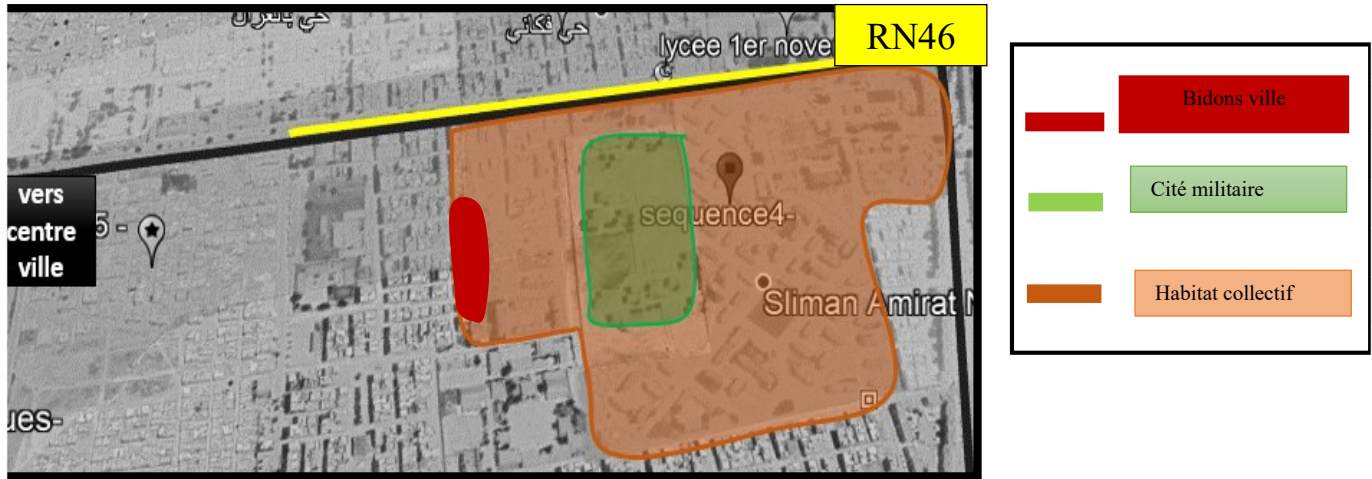 حي فكاني
lycee 1er nove
RN46
vers
centre
ville
5 -
sequence4-
Sliman Amirat N
ues-
Bidons ville
Cité militaire
Habitat collectif